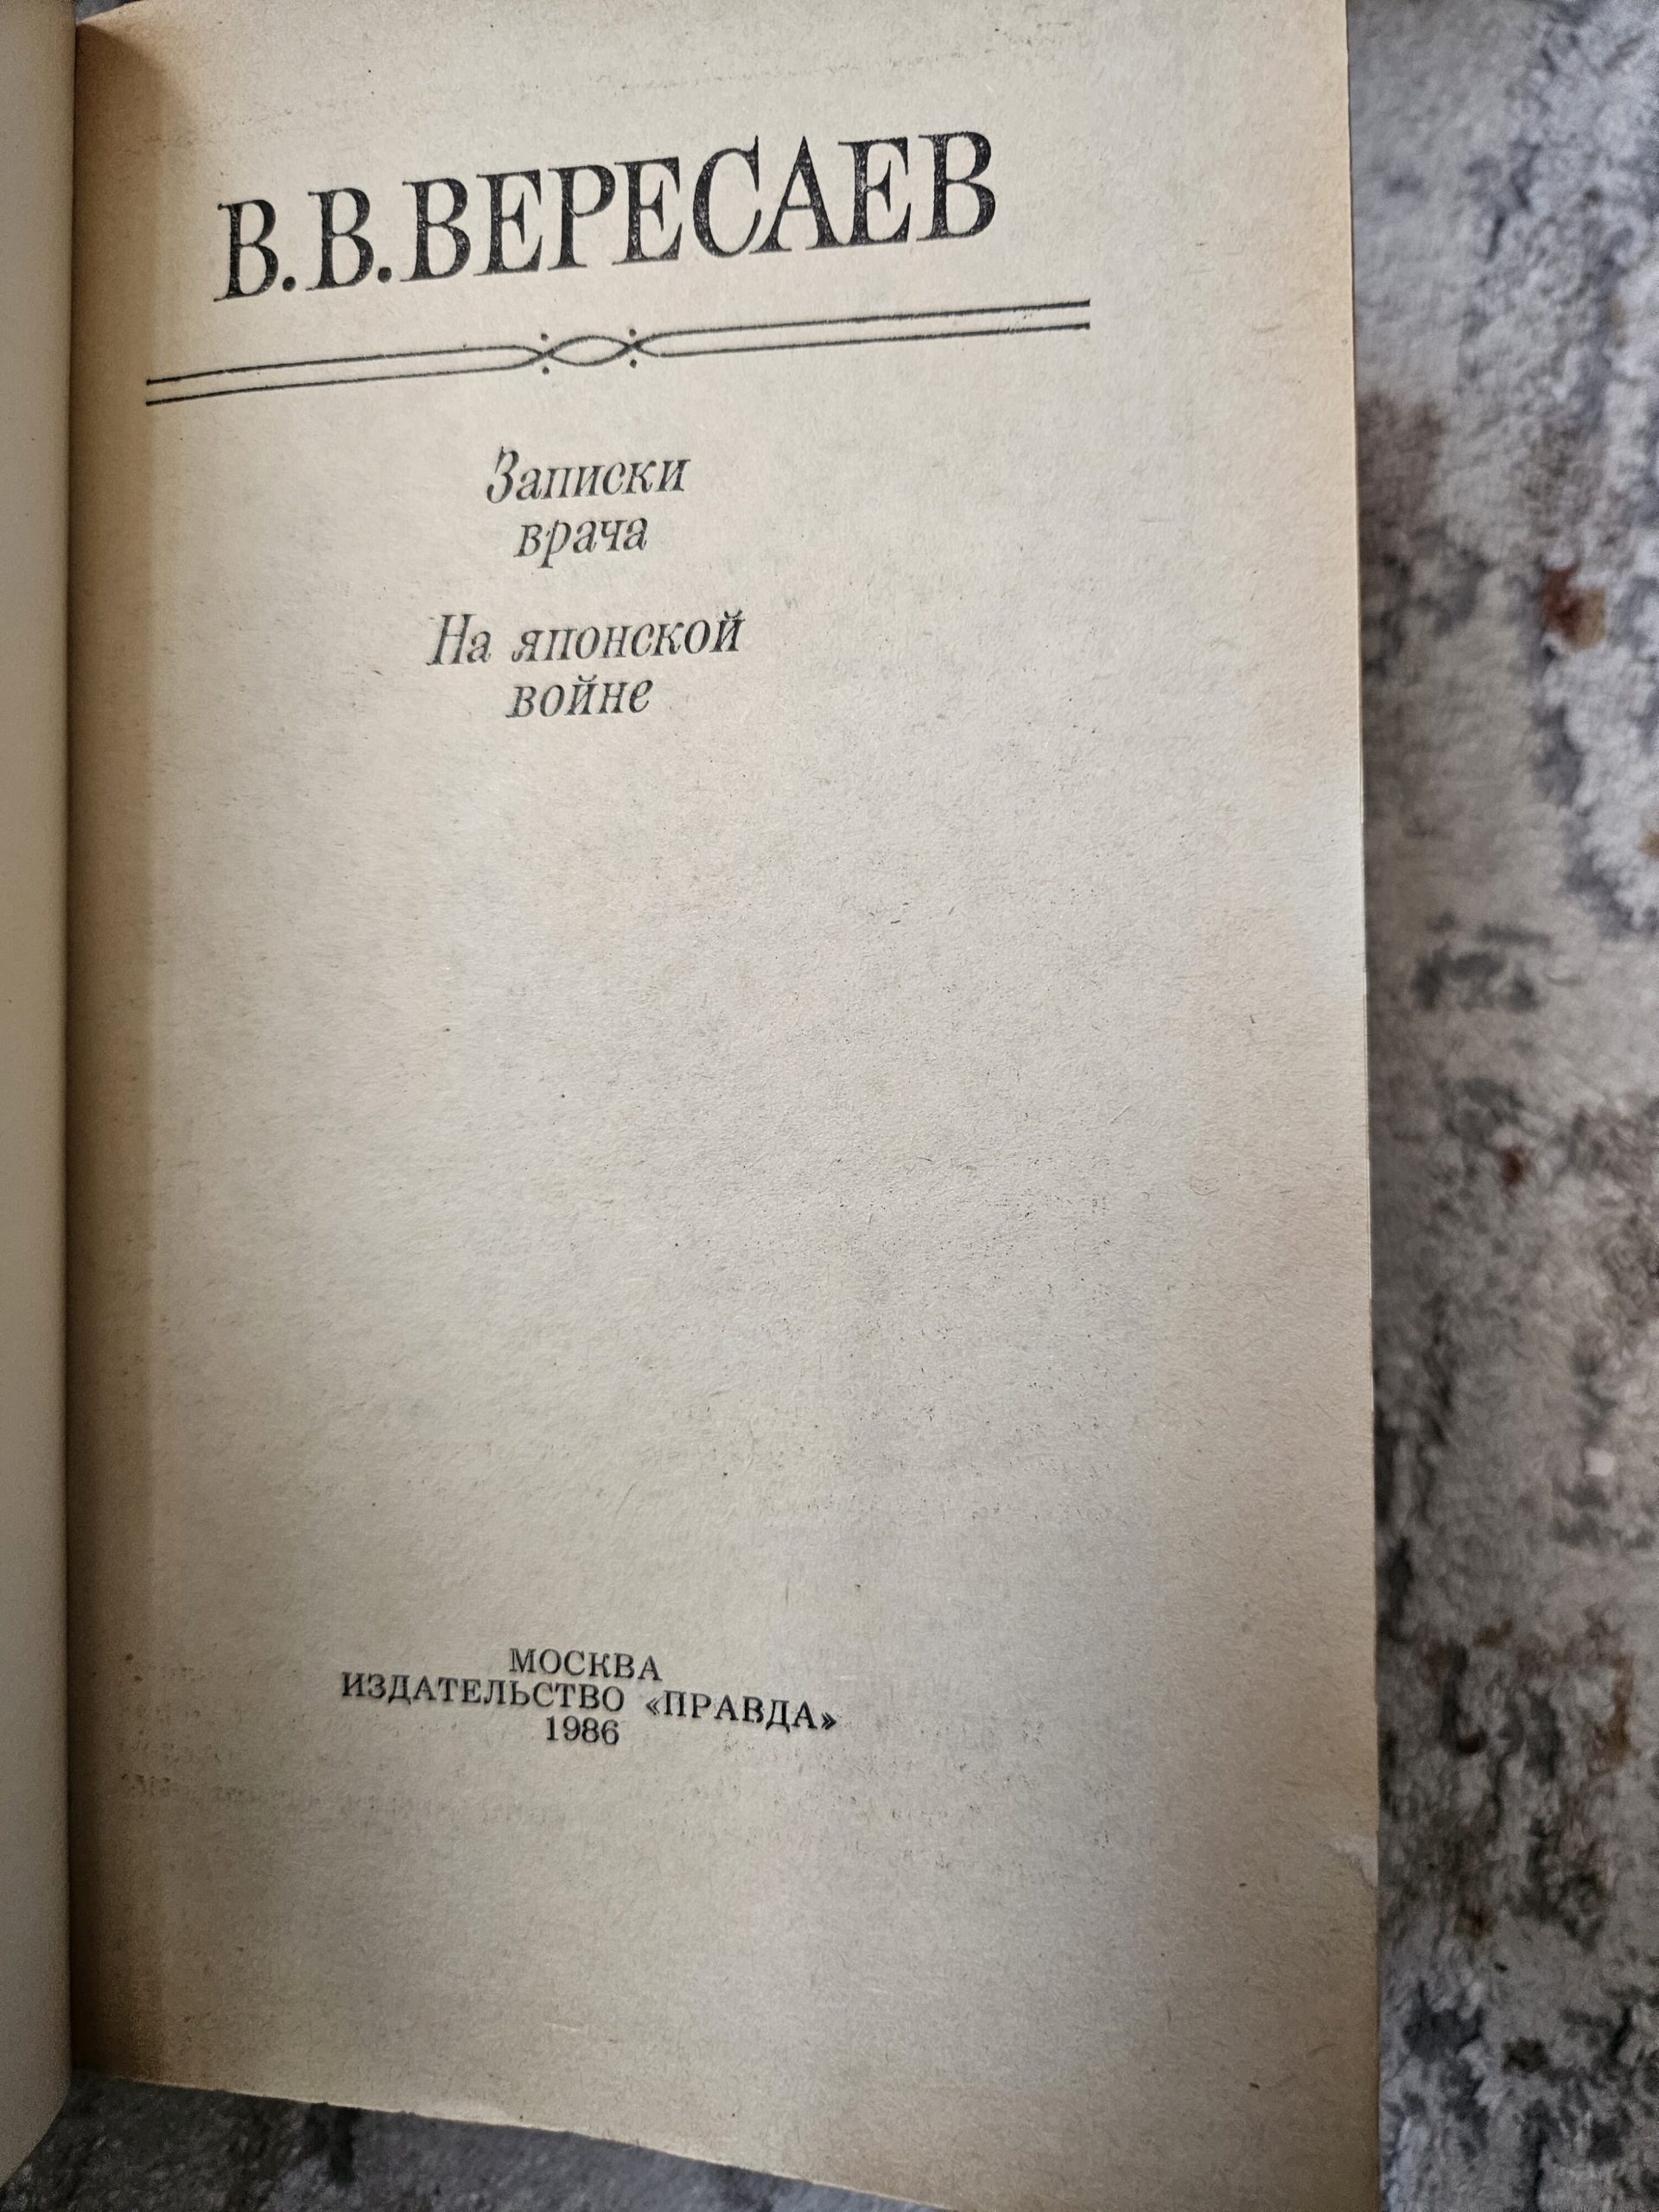 В. В. ВЕРЕСАЕВ
Записки
врача
На японской
войне
МОСКВА
ИЗДАТЕЛЬСТВО «ПРАВДА»
1986